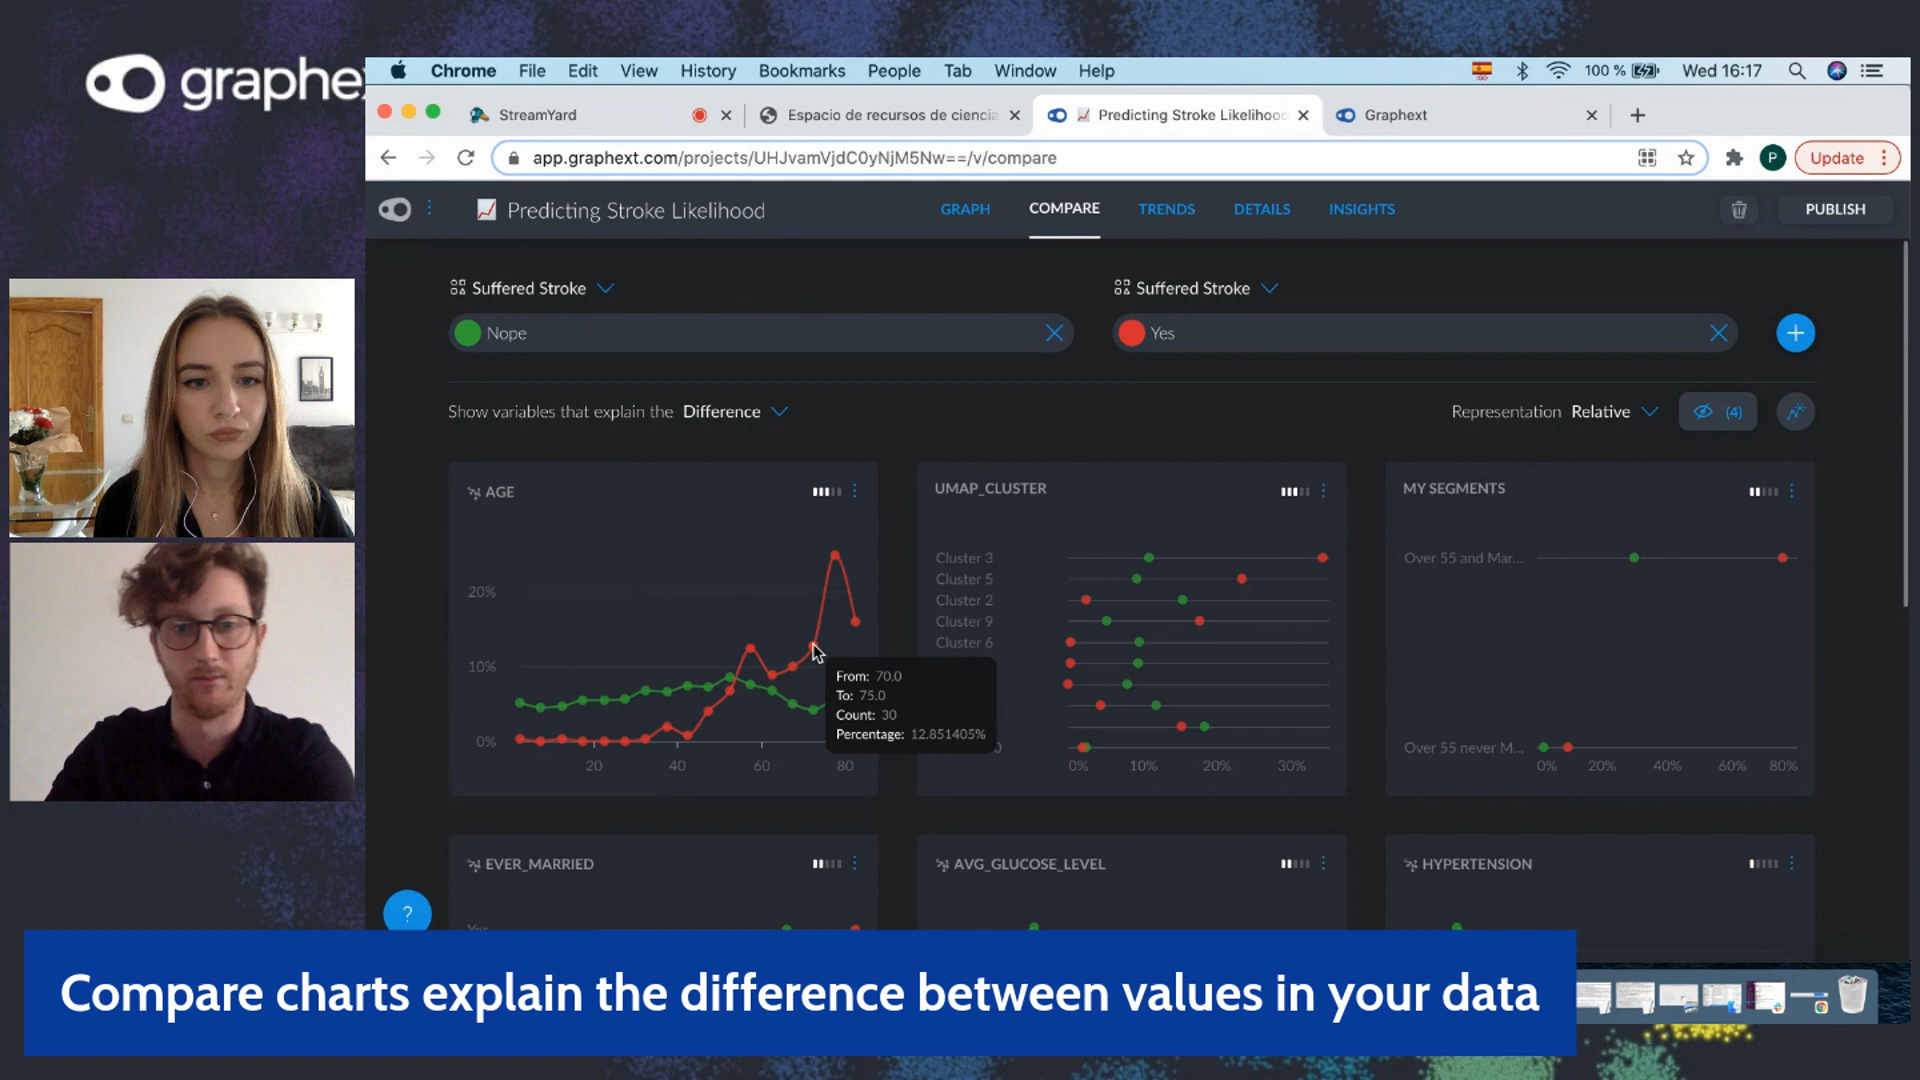 graphex
Chrome File Edit View History Bookmarks People Tab Window Help
100 % Wed 16:17
StreamYard
Espacio de recursos de ciencia
Predicting Stroke Likelihood
Graphext
app.graphext.com/projects/UHJvamVjdC0yNjM5Nw==/v/compare
P
Update
Predicting Stroke Likelihood
GRAPH COMPARE TRENDS DETAILS INSIGHTS
PUBLISH
Suffered Stroke
Suffered Stroke
Nope
Yes
Show variables that explain the Difference
Representation Relative
(4)
AGE
20%
10%
0%
20 40 60 80
From: 70.0
To: 75.0
Count: 30
Percentage: 12.851405%
UMAP_CLUSTER
Cluster 3
Cluster 5
Cluster 2
Cluster 9
Cluster 6
0
0% 10% 20% 30%
MY SEGMENTS
Over 55 and Mar...
Over 55 never M...
0% 20% 40% 60% 80%
EVER_MARRIED
Yes
AVG_GLUCOSE_LEVEL
HYPERTENSION
?
Compare charts explain the difference between values in your data